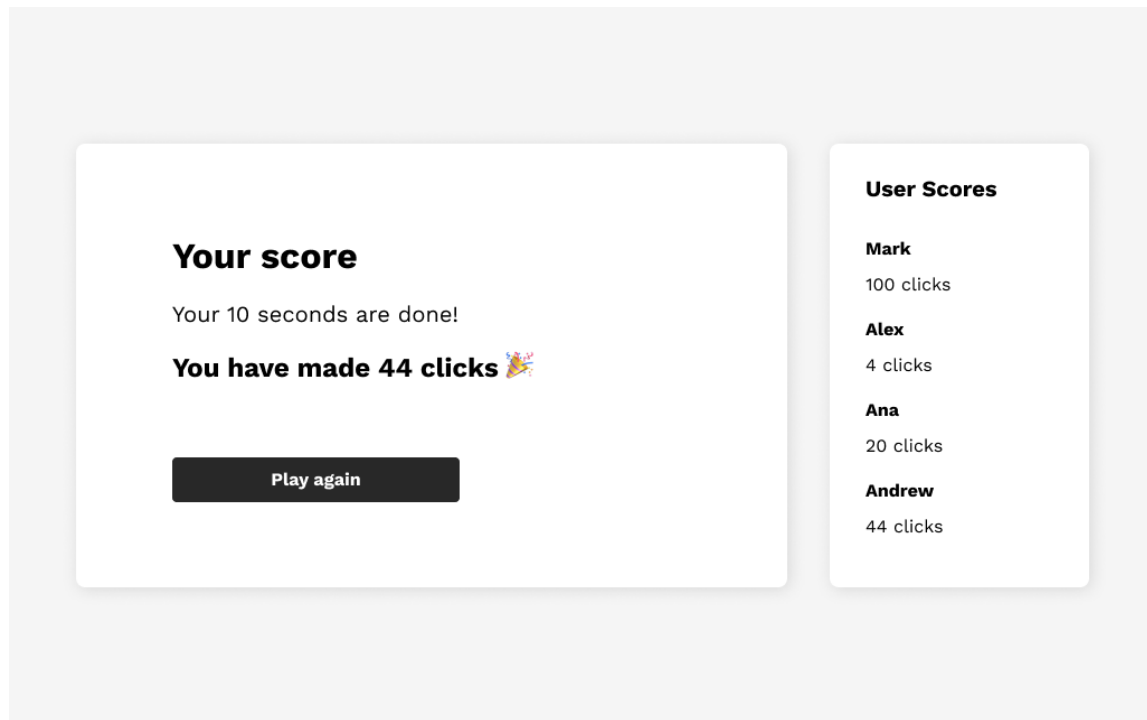 Your score
Your 10 seconds are done!
You have made 44 clicks 🎉
Play again
User Scores
Mark
100 clicks
Alex
4 clicks
Ana
20 clicks
Andrew
44 clicks